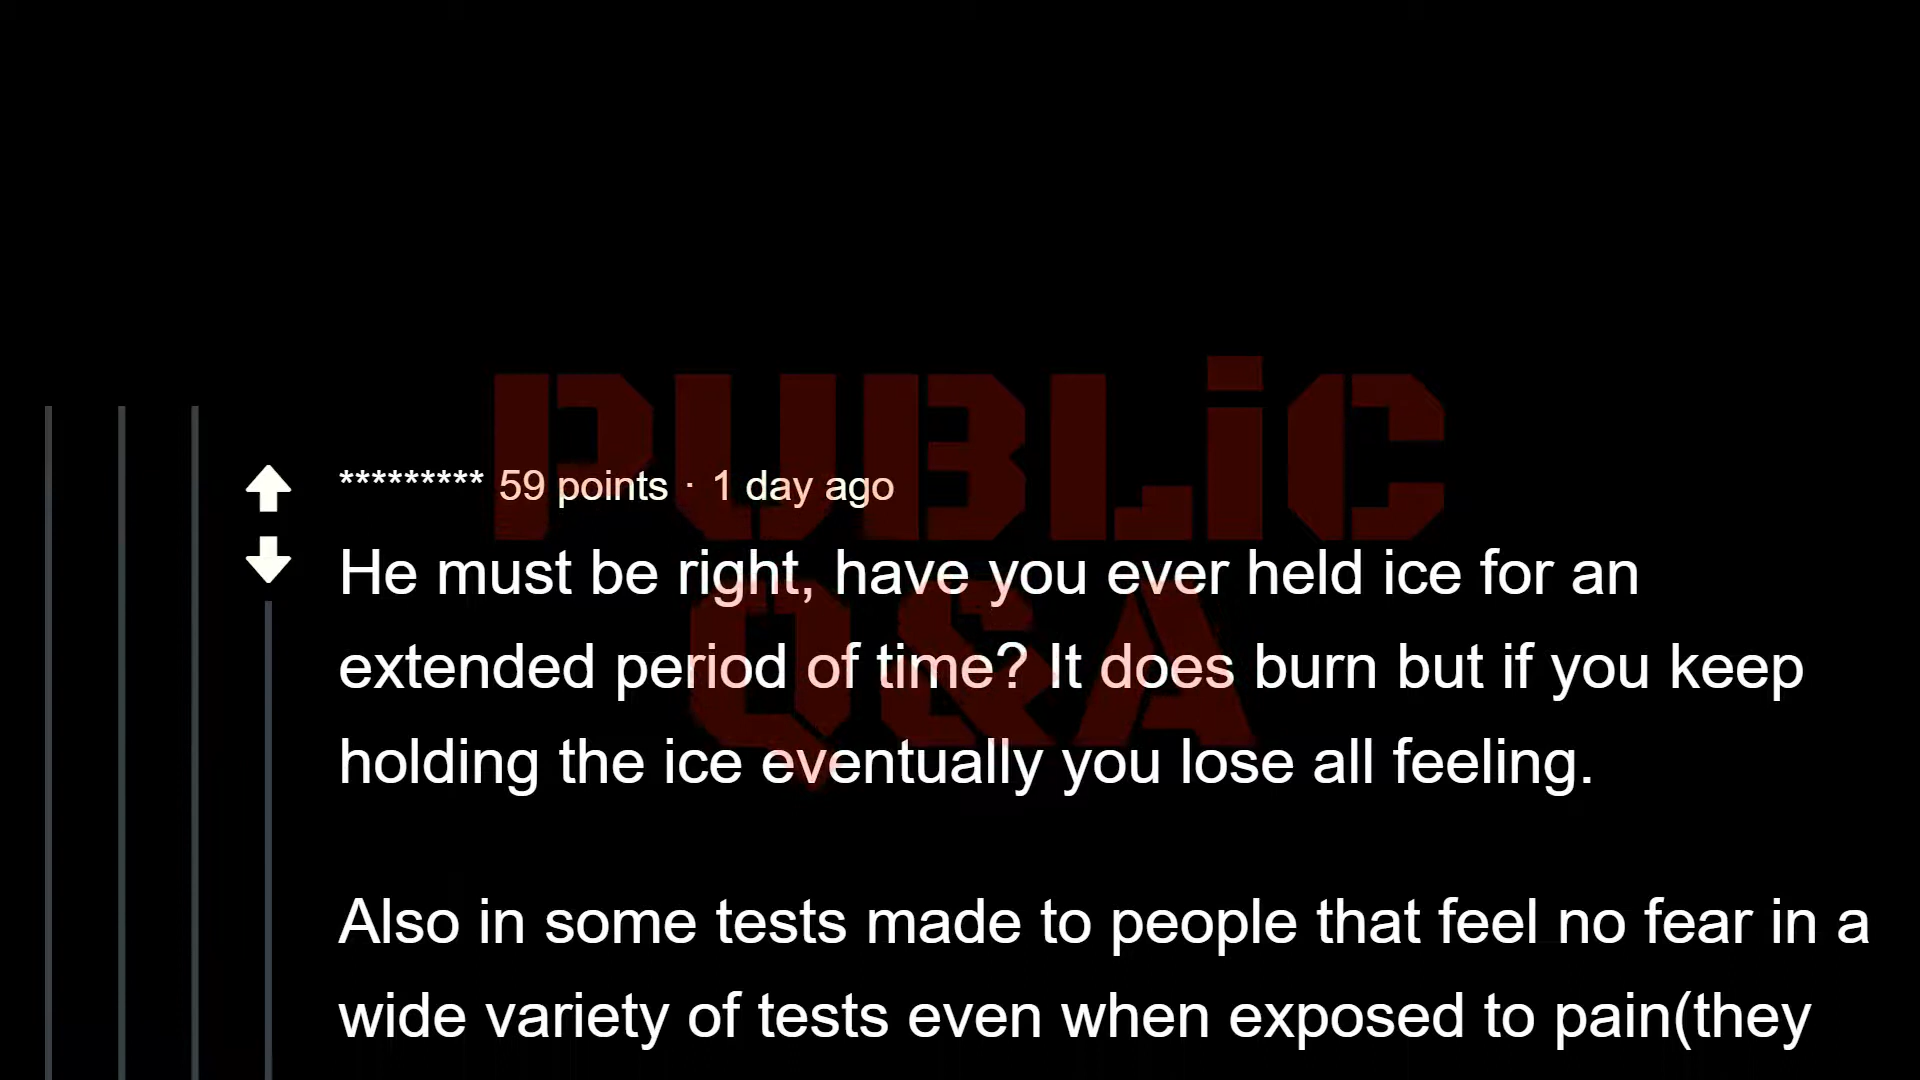 PUBLiC
Q&A
********* 59 points · 1 day ago
He must be right, have you ever held ice for an
extended period of time? It does burn but if you keep
holding the ice eventually you lose all feeling.
Also in some tests made to people that feel no fear in a
wide variety of tests even when exposed to pain(they